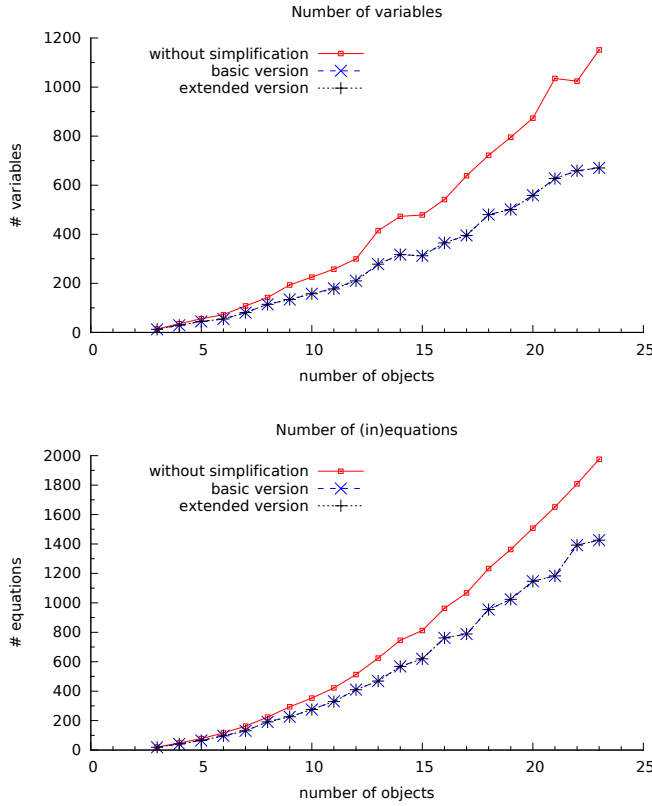 Number of variables
1200
1000
800
600
400
200
0
# variables
without simplification
basic version
extended version
0 5 10 15 20 25
number of objects
Number of (in)equations
2000
1800
1600
1400
1200
1000
800
600
400
200
0
# equations
without simplification
basic version
extended version
0 5 10 15 20 25
number of objects